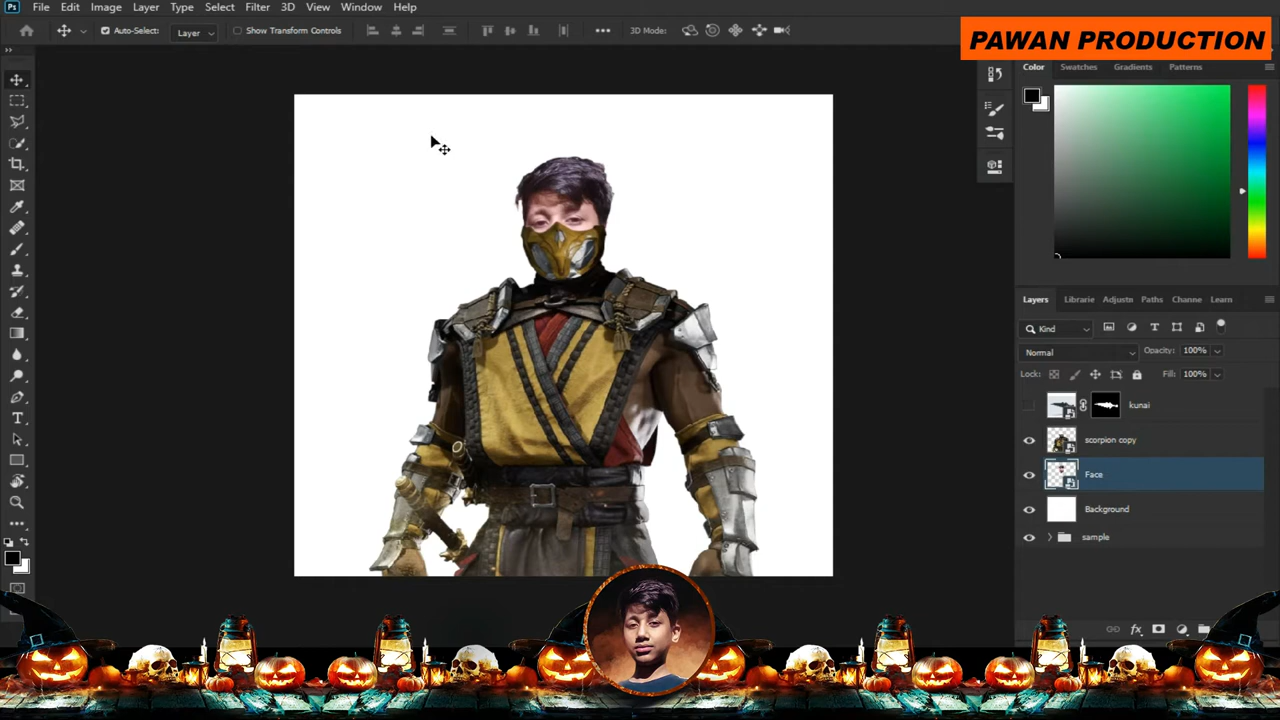 Ps File Edit Image Layer Type Select Filter 3D View Window Help
Auto-Select: Layer Show Transform Controls 3D Mode:
PAWAN PRODUCTION
Color Swatches Gradients Patterns
Layers Librarie Adjustn Paths Channe Learn
Kind
Normal Opacity: 100%
Lock: Fill: 100%
kunai
scorpion copy
Face
Background
sample
fx
T